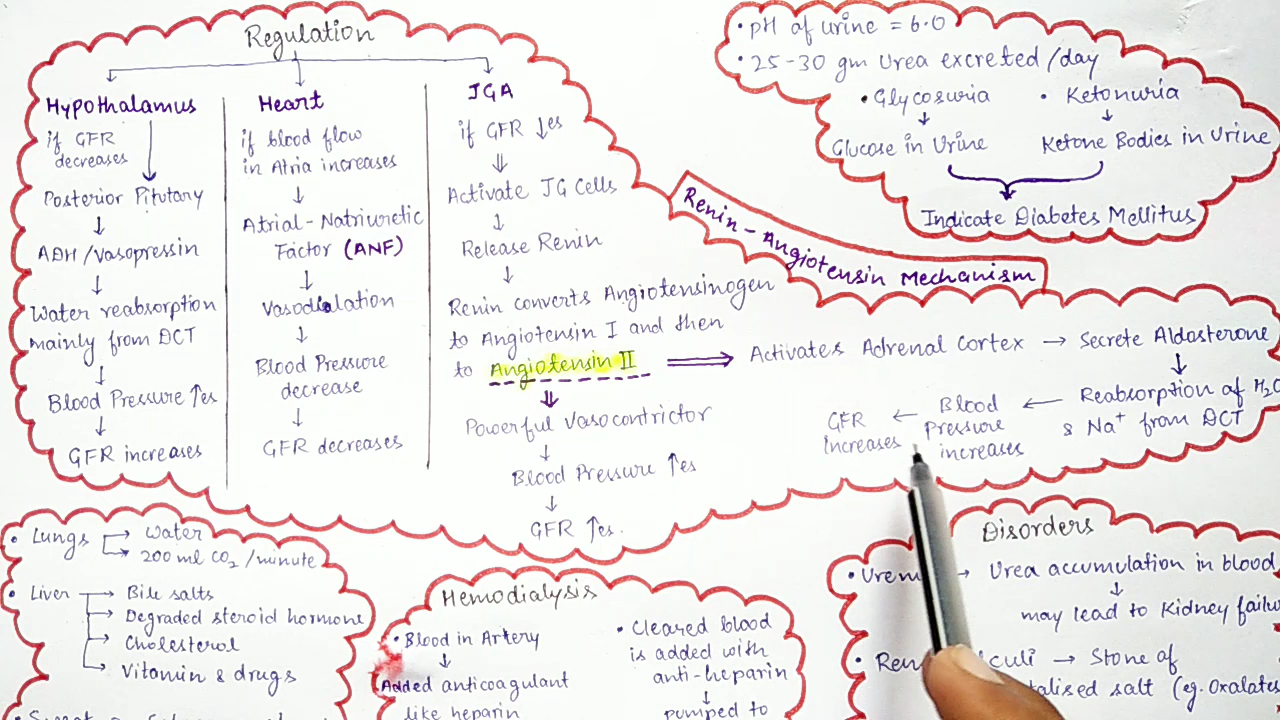 Regulation
Hypothalamus
if GFR
decreases
Posterior Pitutary
ADH/Vasopressin
Water reabsorption
mainly from DCT
Blood Pressure ↑es
GFR increases
Heart
if blood flow
in Atria increases
Atrial-Natriuretic
Factor (ANF)
Blood Pressure
decrease
GFR decreases
JGA
if GFR ↓es
Activate JG Cells
Release Renin
Renin converts Angiotensinogen
to Angiotensin I and then
to Angiotensin II
Powerful Vasocontrictor
Blood Pressure ↑es
GFR ↑es.
Renin-Angiotensin Mechanism
Activates Adrenal Cortex → Secrete Aldasterone
Reabsorption of H2O
& Na+ from DCT
Blood
Pressure
increases
GFR
increases
• pH of urine = 6.0
• 25-30 gm Urea excreted/day
• Glycosuria
Glucose in Urine
• Ketonuria
Ketone Bodies in Urine
Indicate Diabetes Mellitus
• Lungs → Water
→ 200 ml CO2/minute
• Liver → Bile salts
→ Degraded steroid hormone
→ Cholesterol
→ Vitamin & drugs
Hemodialysis
• Blood in Artery
Added anticoagulant
like heparin
• Cleared blood
is added with
anti-heparin
pumped to
Disorders
→ Urea accumulation in blood
may lead to Kidney
→ Stone of
salt (eg. Oxalates